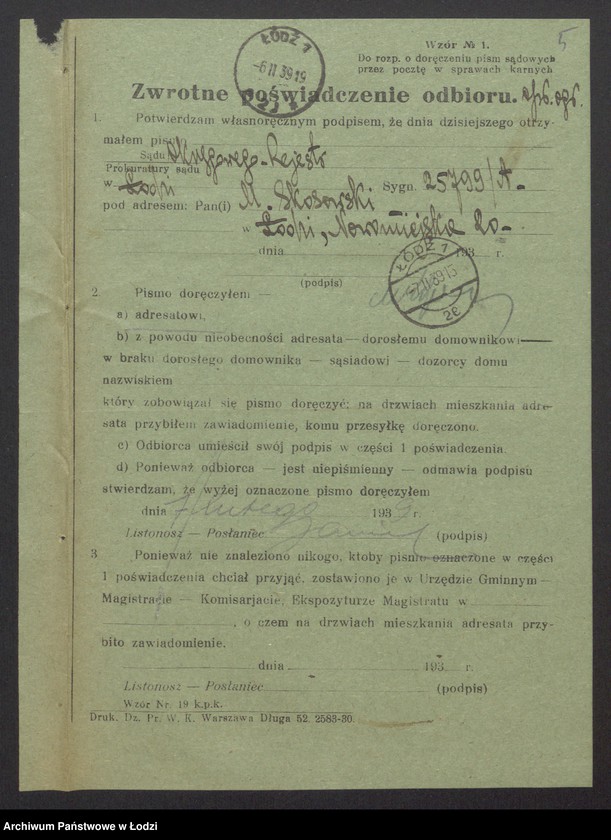 5
Wzór № 1.
Do rozp. o doręczeniu pism sądowych
przez pocztę w sprawach karnych
ŁÓDŹ 1
-6 II 39 19
Zwrotne poświadczenie odbioru.
1. Potwierdzam własnoręcznym podpisem, że dnia dzisiejszego otrzy-
małem pismo
Sądu Okręgowego - Rejestr
Prokuratury sądu
w Łodzi Sygn. 25799/A-
pod adresem: Pan(i) M. Skosowski
w Łodzi, Nowomiejska 20-
dnia 193 r.
(podpis)
ŁÓDŹ 1
-7 II 39 15
2e
2. Pismo doręczyłem —
a) adresatowi,
b) z powodu nieobecności adresata — dorosłemu domownikowi
w braku dorosłego domownika — sąsiadowi — dozorcy domu
nazwiskiem
który zobowiązał się pismo doręczyć; na drzwiach mieszkania adre-
sata przybiłem zawiadomienie, komu przesyłkę doręczono.
c) Odbiorca umieścił swój podpis w części 1 poświadczenia.
d) Ponieważ odbiorca — jest niepiśmienny — odmawia podpisu
stwierdzam, że wyżej oznaczone pismo doręczyłem
dnia 7 lutego 1939 r.
Listonosz — Posłaniec (podpis)
3 Ponieważ nie znaleziono nikogo, ktoby pismo oznaczone w części
1 poświadczenia chciał przyjąć, zostawiono je w Urzędzie Gminnym —
Magistracie — Komisarjacie, Ekspozyturze Magistratu w
, o czem na drzwiach mieszkania adresata przy-
bito zawiadomienie.
dnia 193 r.
Listonosz — Posłaniec (podpis)
Wzór Nr. 19 k.p.k.
Druk. Dz. Pr. W. K. Warszawa Długa 52. 2583-30.
Archiwum Państwowe w Łodzi